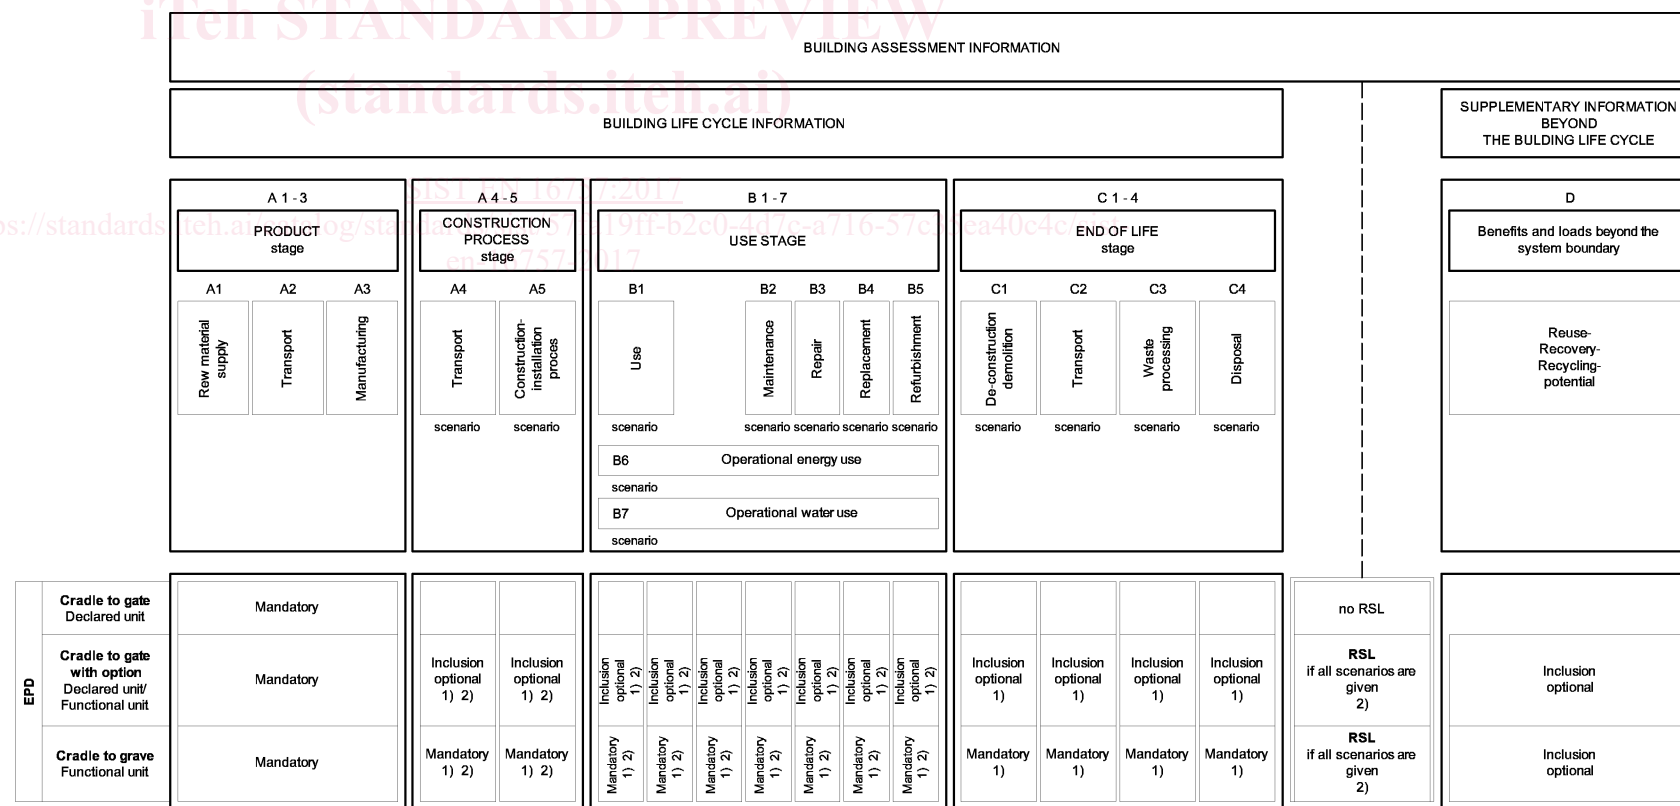 iTeh STANDARD PREVIEW
(standards.iteh.ai)
BUILDING ASSESSMENT INFORMATION
BUILDING LIFE CYCLE INFORMATION
SUPPLEMENTARY INFORMATION
BEYOND
THE BULDING LIFE CYCLE
A 1 - 3
A 4 - 5
B 1 - 7
C 1 - 4
D
PRODUCT
stage
CONSTRUCTION
PROCESS
stage
USE STAGE
END OF LIFE
stage
Benefits and loads beyond the
system boundary
A1
A2
A3
A4
A5
B1
B2
B3
B4
B5
C1
C2
C3
C4
Rew material
supply
Transport
Manufacturing
Transport
Construction-
installation
proces
Use
Maintenance
Repair
Replacement
Refurbishment
De-construction
demolition
Transport
Waste
processing
Disposal
Reuse-
Recovery-
Recycling-
potential
scenario
scenario
scenario
scenario
scenario
scenario
scenario
scenario
scenario
scenario
scenario
B6 Operational energy use
scenario
B7 Operational water use
scenario
EPD
Cradle to gate
Declared unit
Mandatory
no RSL
Cradle to gate
with option
Declared unit/
Functional unit
Mandatory
Inclusion
optional
1) 2)
Inclusion
optional
1) 2)
Inclusion
optional
1) 2)
Inclusion
optional
1) 2)
Inclusion
optional
1) 2)
Inclusion
optional
1) 2)
Inclusion
optional
1) 2)
Inclusion
optional
1) 2)
Inclusion
optional
1) 2)
Inclusion
optional
1)
Inclusion
optional
1)
Inclusion
optional
1)
Inclusion
optional
1)
RSL
if all scenarios are
given
2)
Inclusion
optional
Cradle to grave
Functional unit
Mandatory
Mandatory
1) 2)
Mandatory
1) 2)
Mandatory
1) 2)
Mandatory
1) 2)
Mandatory
1) 2)
Mandatory
1) 2)
Mandatory
1) 2)
Mandatory
1) 2)
Mandatory
1) 2)
Mandatory
1)
Mandatory
1)
Mandatory
1)
Mandatory
1)
RSL
if all scenarios are
given
2)
Inclusion
optional